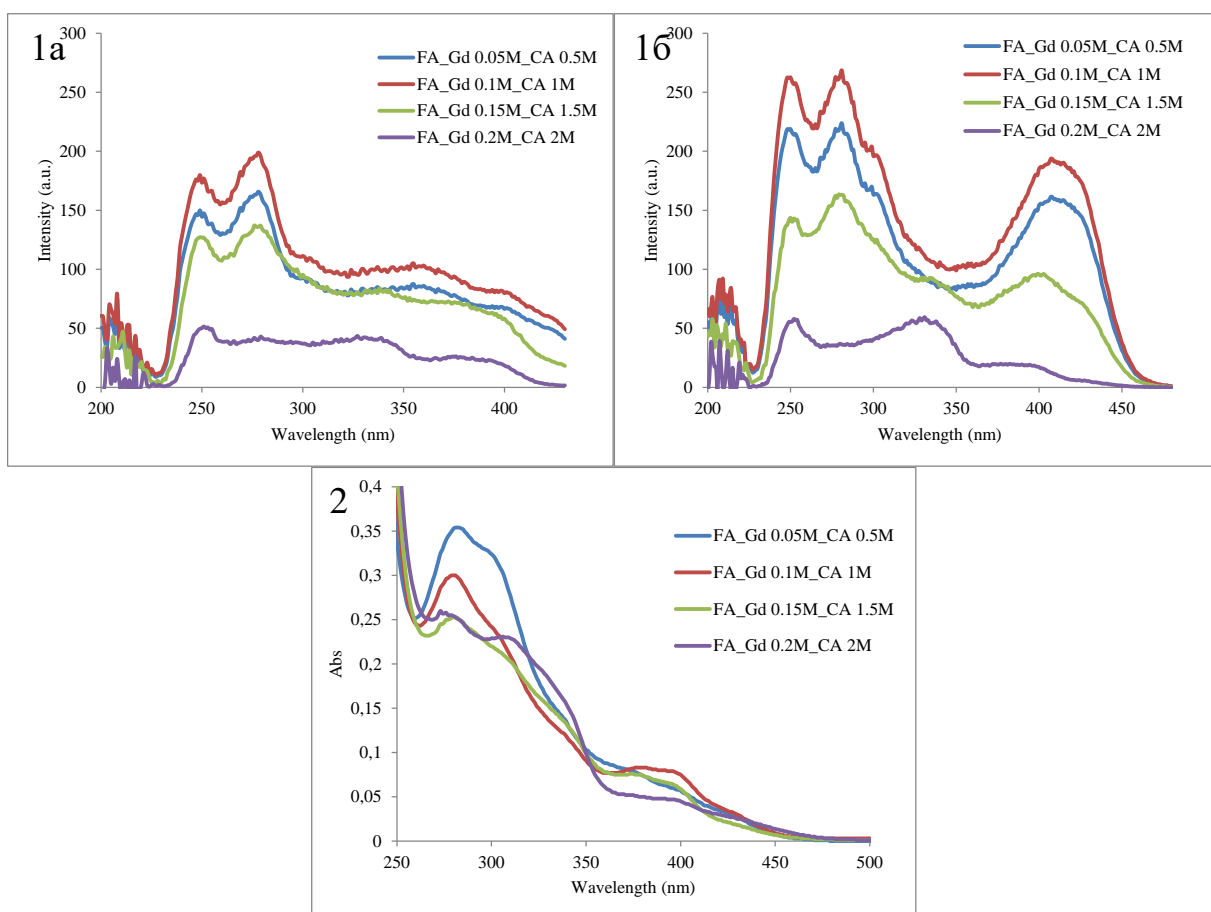 1а
300
250
200
150
100
50
0
Intensity (a.u.)
FA_Gd 0.05M_CA 0.5M
FA_Gd 0.1M_CA 1M
FA_Gd 0.15M_CA 1.5M
FA_Gd 0.2M_CA 2M
200 250 300 350 400
Wavelength (nm)
1б
300
250
200
150
100
50
0
Intensity (a.u.)
FA_Gd 0.05M_CA 0.5M
FA_Gd 0.1M_CA 1M
FA_Gd 0.15M_CA 1.5M
FA_Gd 0.2M_CA 2M
200 250 300 350 400 450
Wavelength (nm)
2
0,4
0,35
0,3
0,25
0,2
0,15
0,1
0,05
0
Abs
FA_Gd 0.05M_CA 0.5M
FA_Gd 0.1M_CA 1M
FA_Gd 0.15M_CA 1.5M
FA_Gd 0.2M_CA 2M
250 300 350 400 450 500
Wavelength (nm)